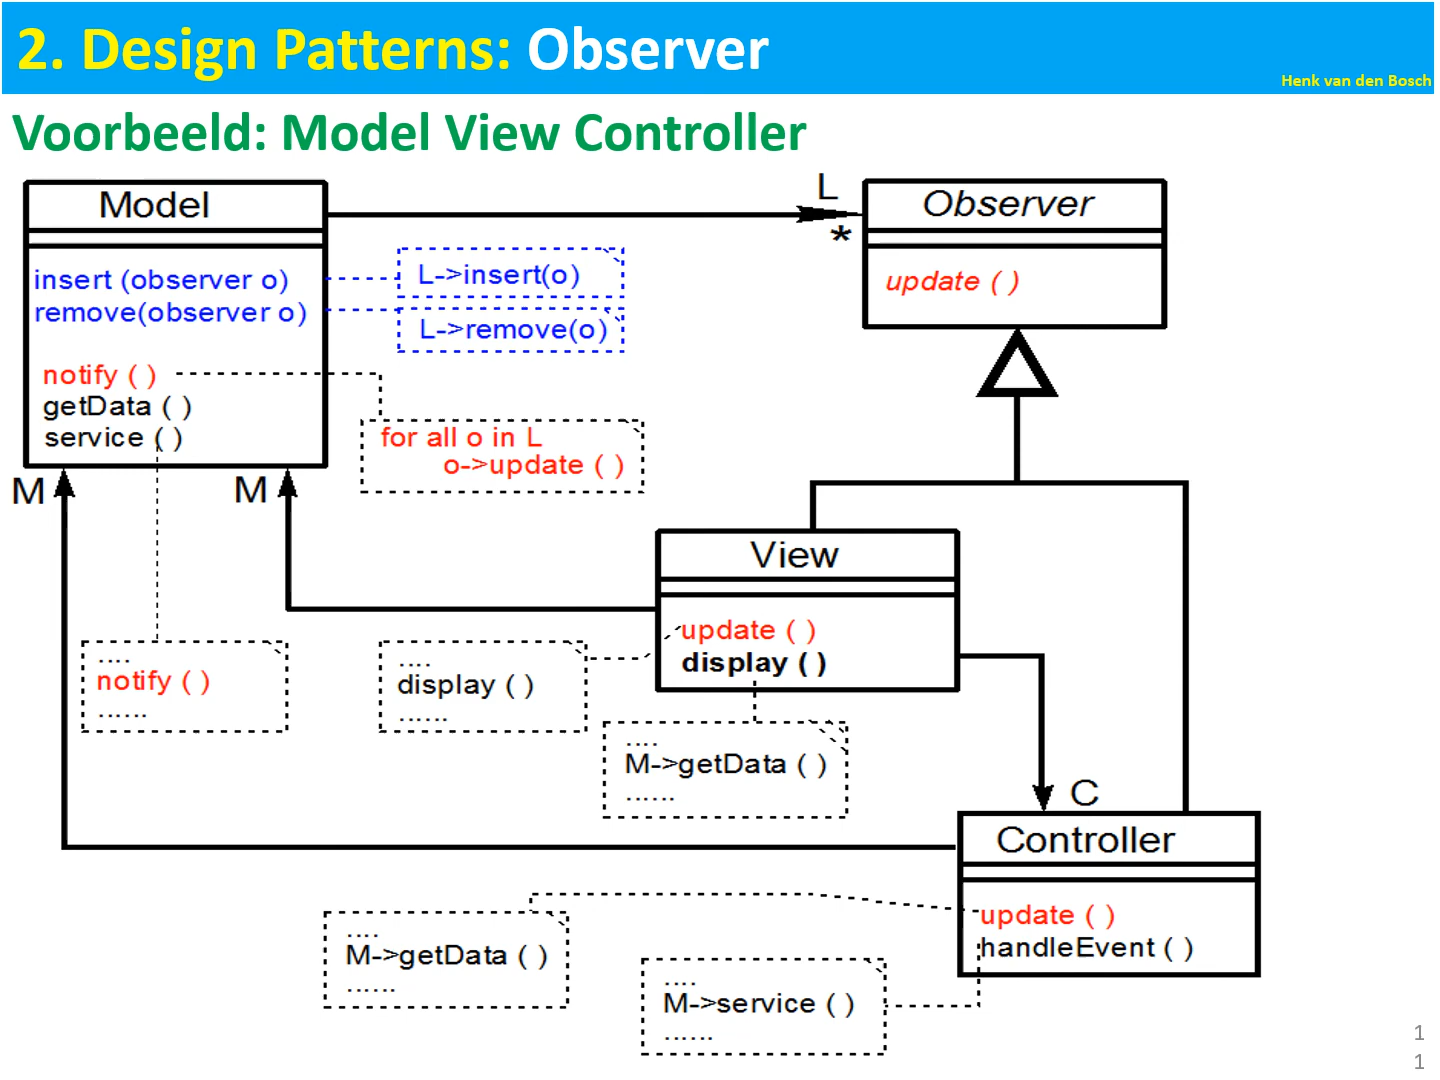 2. Design Patterns: Observer
Henk van den Bosch
Voorbeeld: Model View Controller
Model
insert (observer o)
remove(observer o)
notify ( )
getData ( )
service ( )
L->insert(o)
L->remove(o)
for all o in L
o->update ( )
L
*
Observer
update ( )
M
M
View
update ( )
display ( )
....
notify ( )
......
....
display ( )
......
....
M->getData ( )
......
C
Controller
update ( )
handleEvent ( )
....
M->getData ( )
......
....
M->service ( )
......
1
1